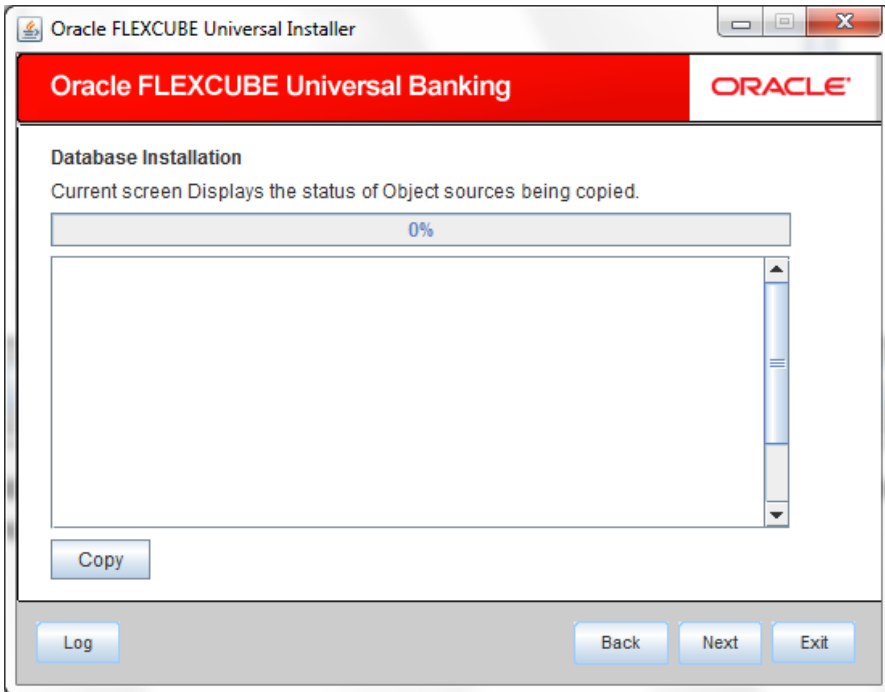 Oracle FLEXCUBE Universal Installer
Oracle FLEXCUBE Universal Banking
ORACLE
Database Installation
Current screen Displays the status of Object sources being copied.
0%
Copy
Log Back Next Exit